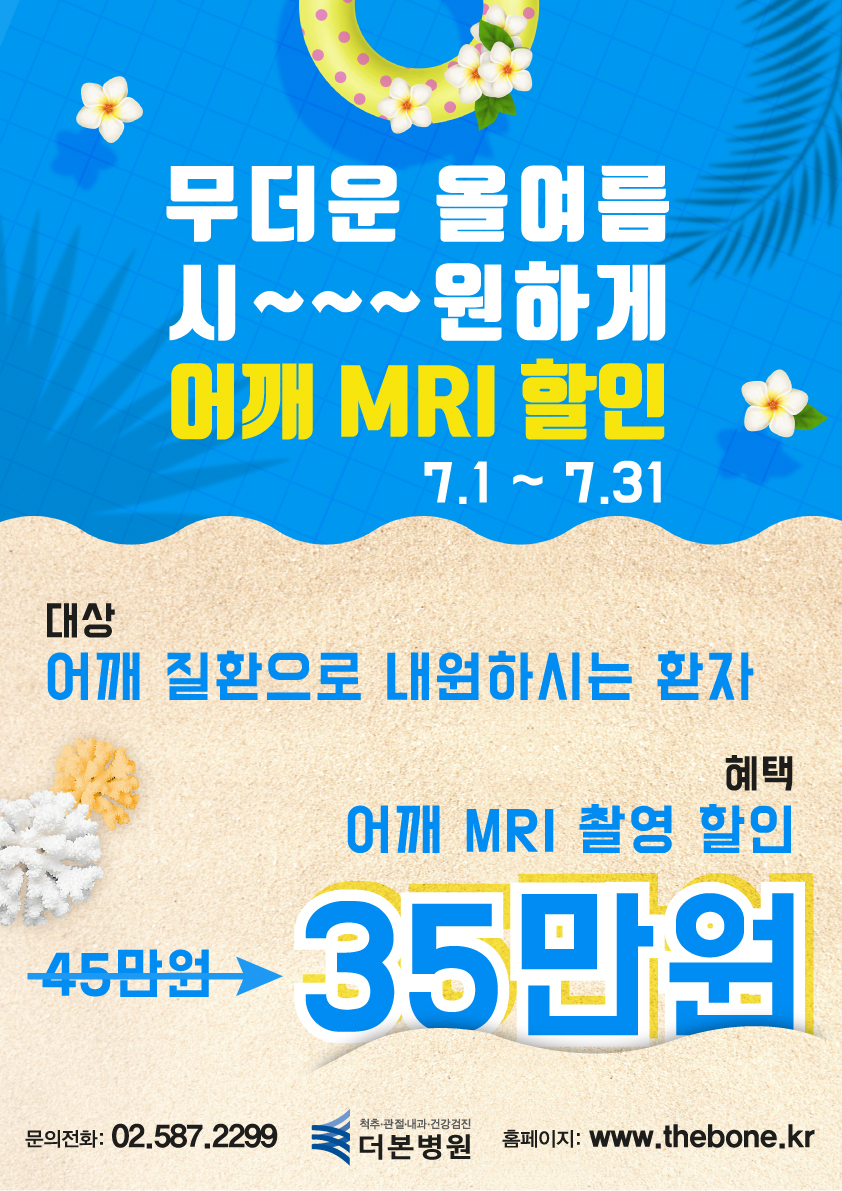 무더운 올여름
시~~~원하게
어깨 MRI 할인
7.1 ~ 7.31
대상
어깨 질환으로 내원하시는 환자
혜택
어깨 MRI 촬영 할인
45만원
35만원
문의전화: 02.587.2299
척추·관절·내과·건강검진
더본병원
홈페이지: www.thebone.kr